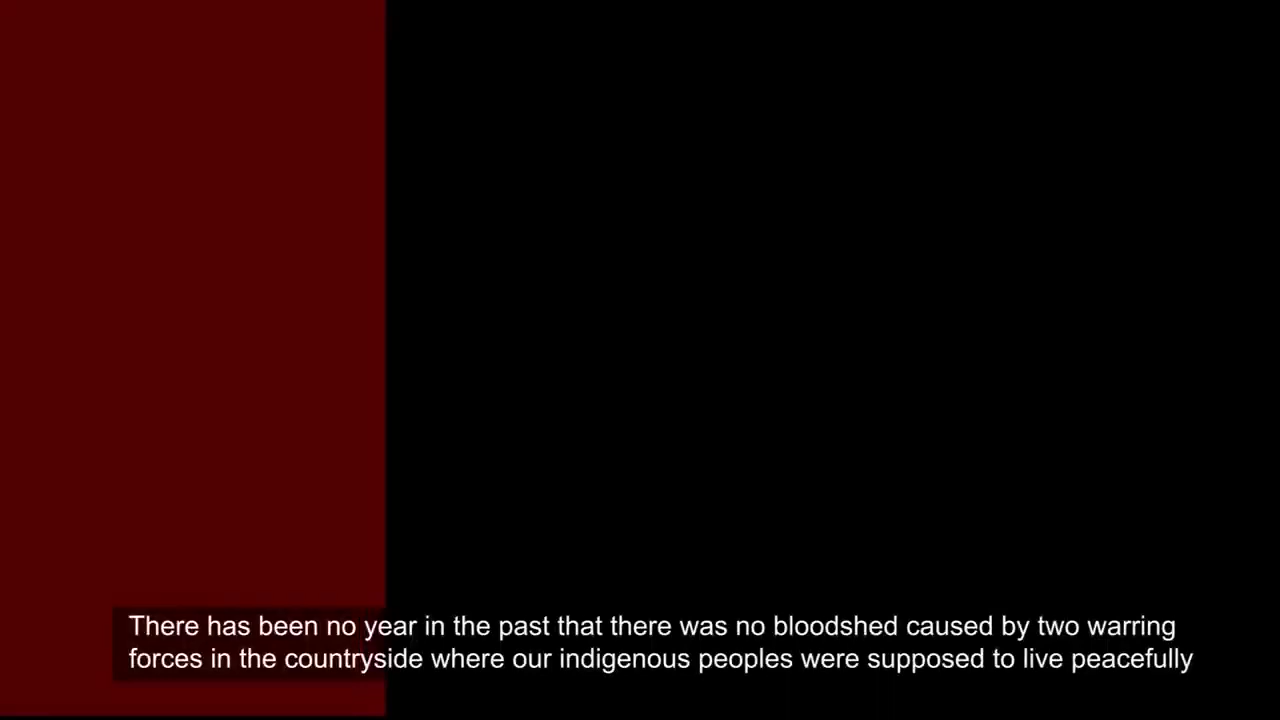 There has been no year in the past that there was no bloodshed caused by two warring
forces in the countryside where our indigenous peoples were supposed to live peacefully